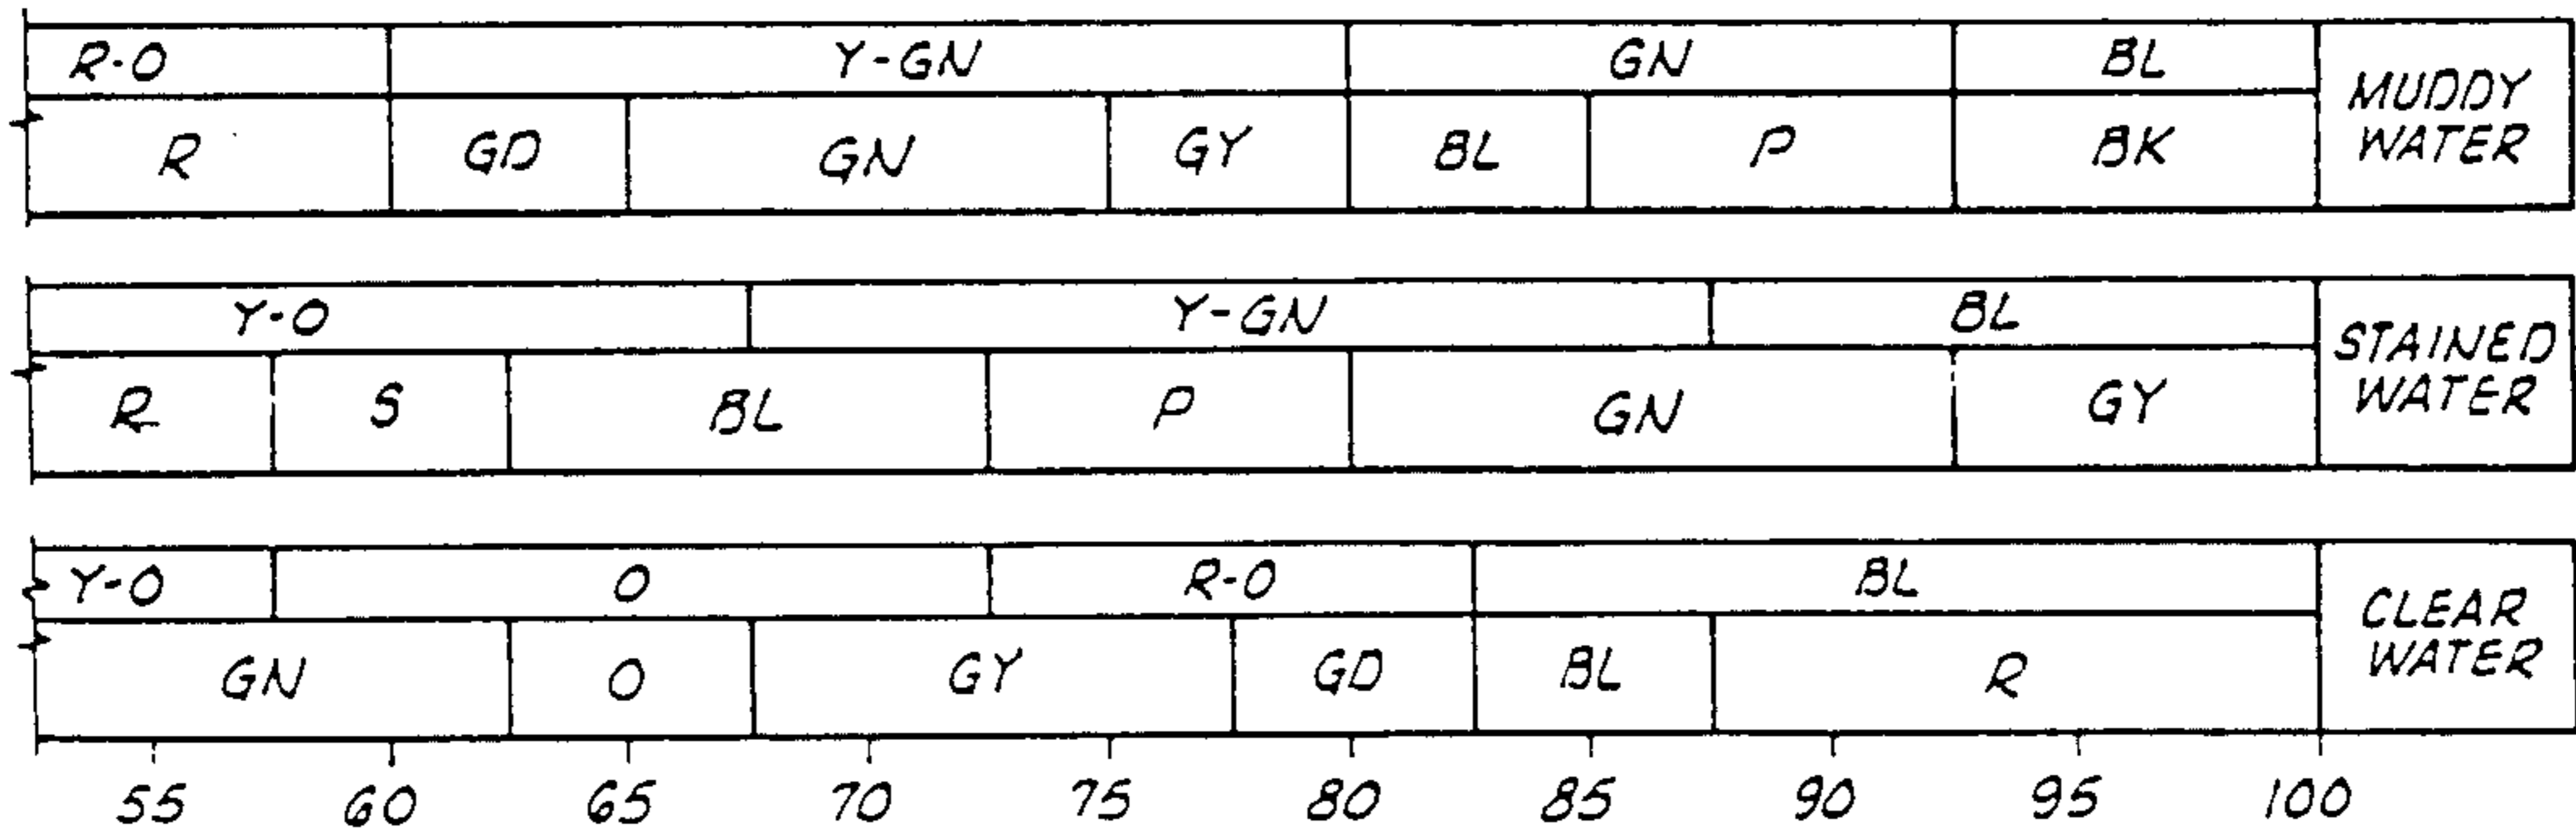 R-O Y-GN GN BL
R GD GN GY BL P BK
MUDDY
WATER
Y-O Y-GN BL
R S BL P GN GY
STAINED
WATER
Y-O O R-O BL
GN O GY GD BL R
CLEAR
WATER
55 60 65 70 75 80 85 90 95 100